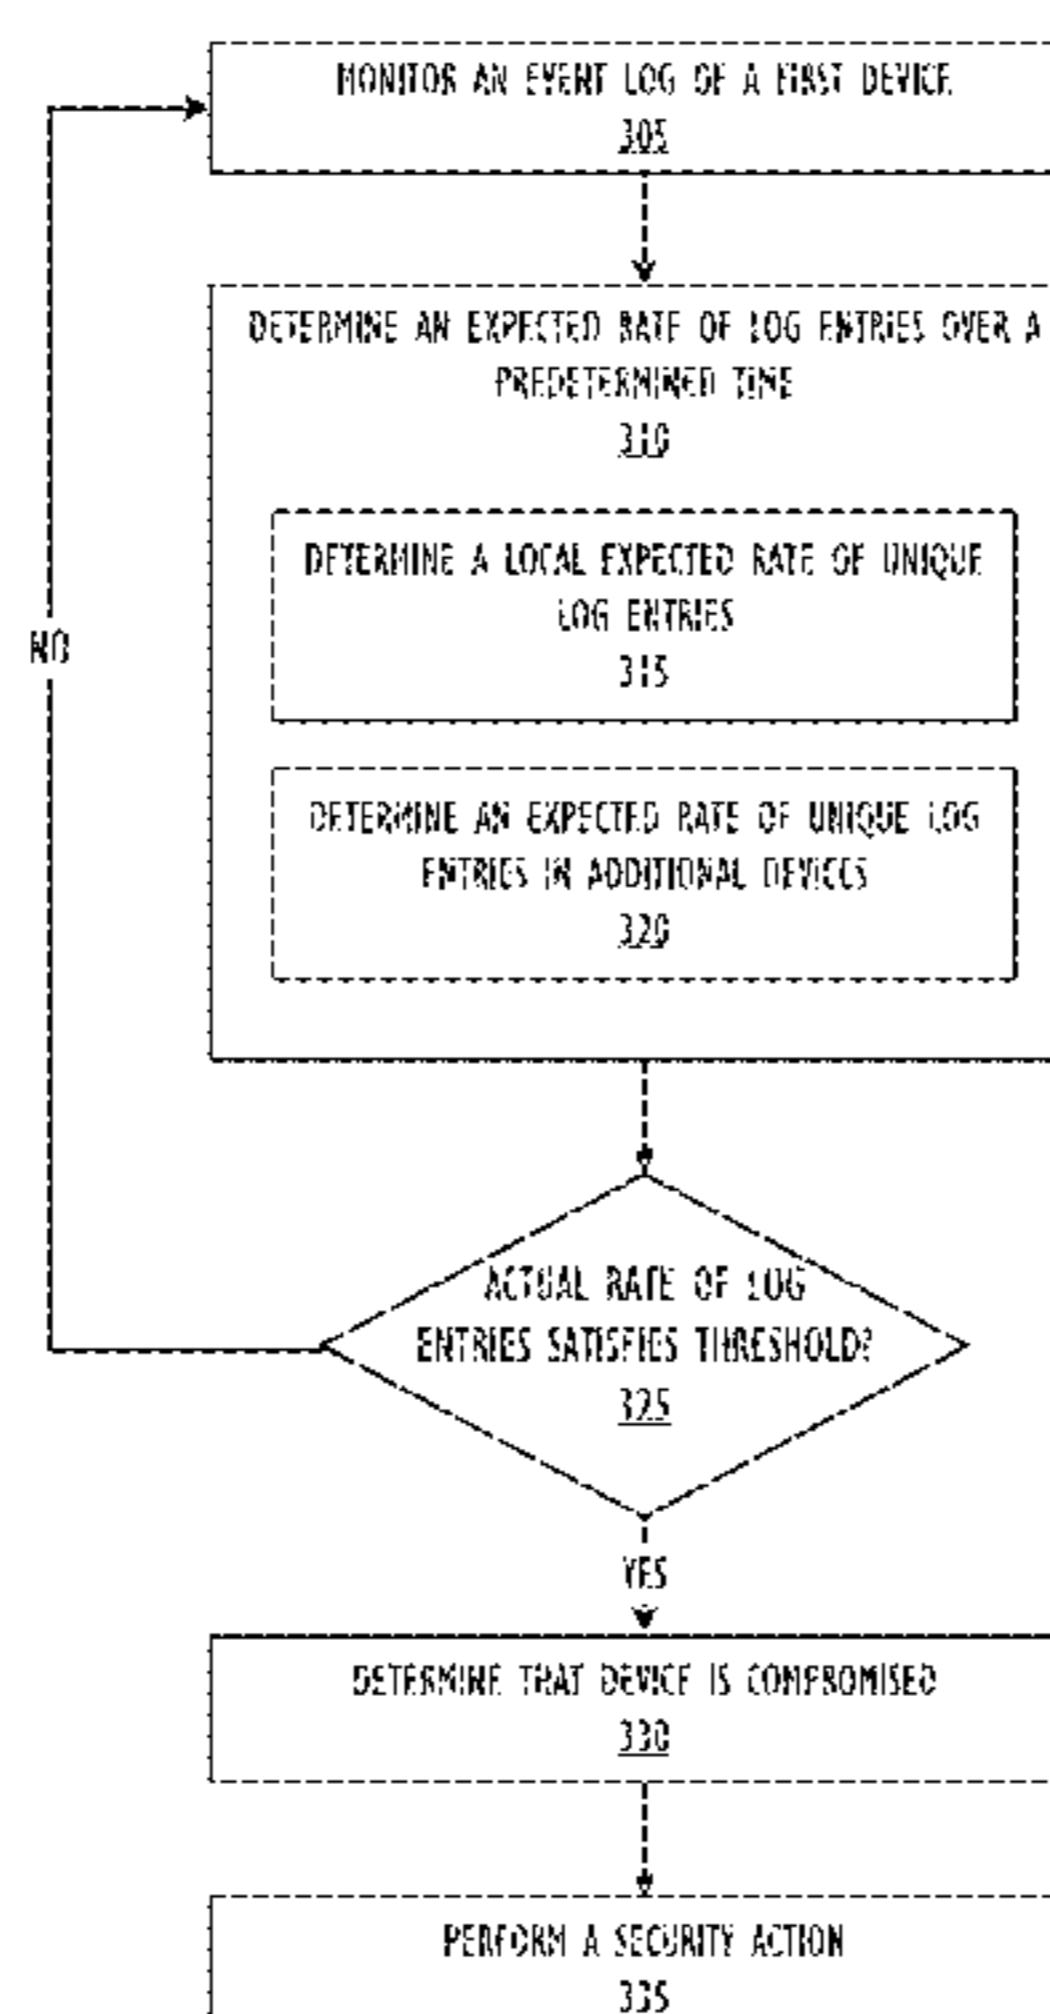 MONITOR AN EVENT LOG OF A FIRST DEVICE
305
DETERMINE AN EXPECTED RATE OF LOG ENTRIES OVER A
PREDETERMINED TIME
310
DETERMINE A LOCAL EXPECTED RATE OF UNIQUE
LOG ENTRIES
315
DETERMINE AN EXPECTED RATE OF UNIQUE LOG
ENTRIES IN ADDITIONAL DEVICES
320
NO
ACTUAL RATE OF LOG
ENTRIES SATISFIES THRESHOLD?
325
YES
DETERMINE THAT DEVICE IS COMPROMISED
330
PERFORM A SECURITY ACTION
335